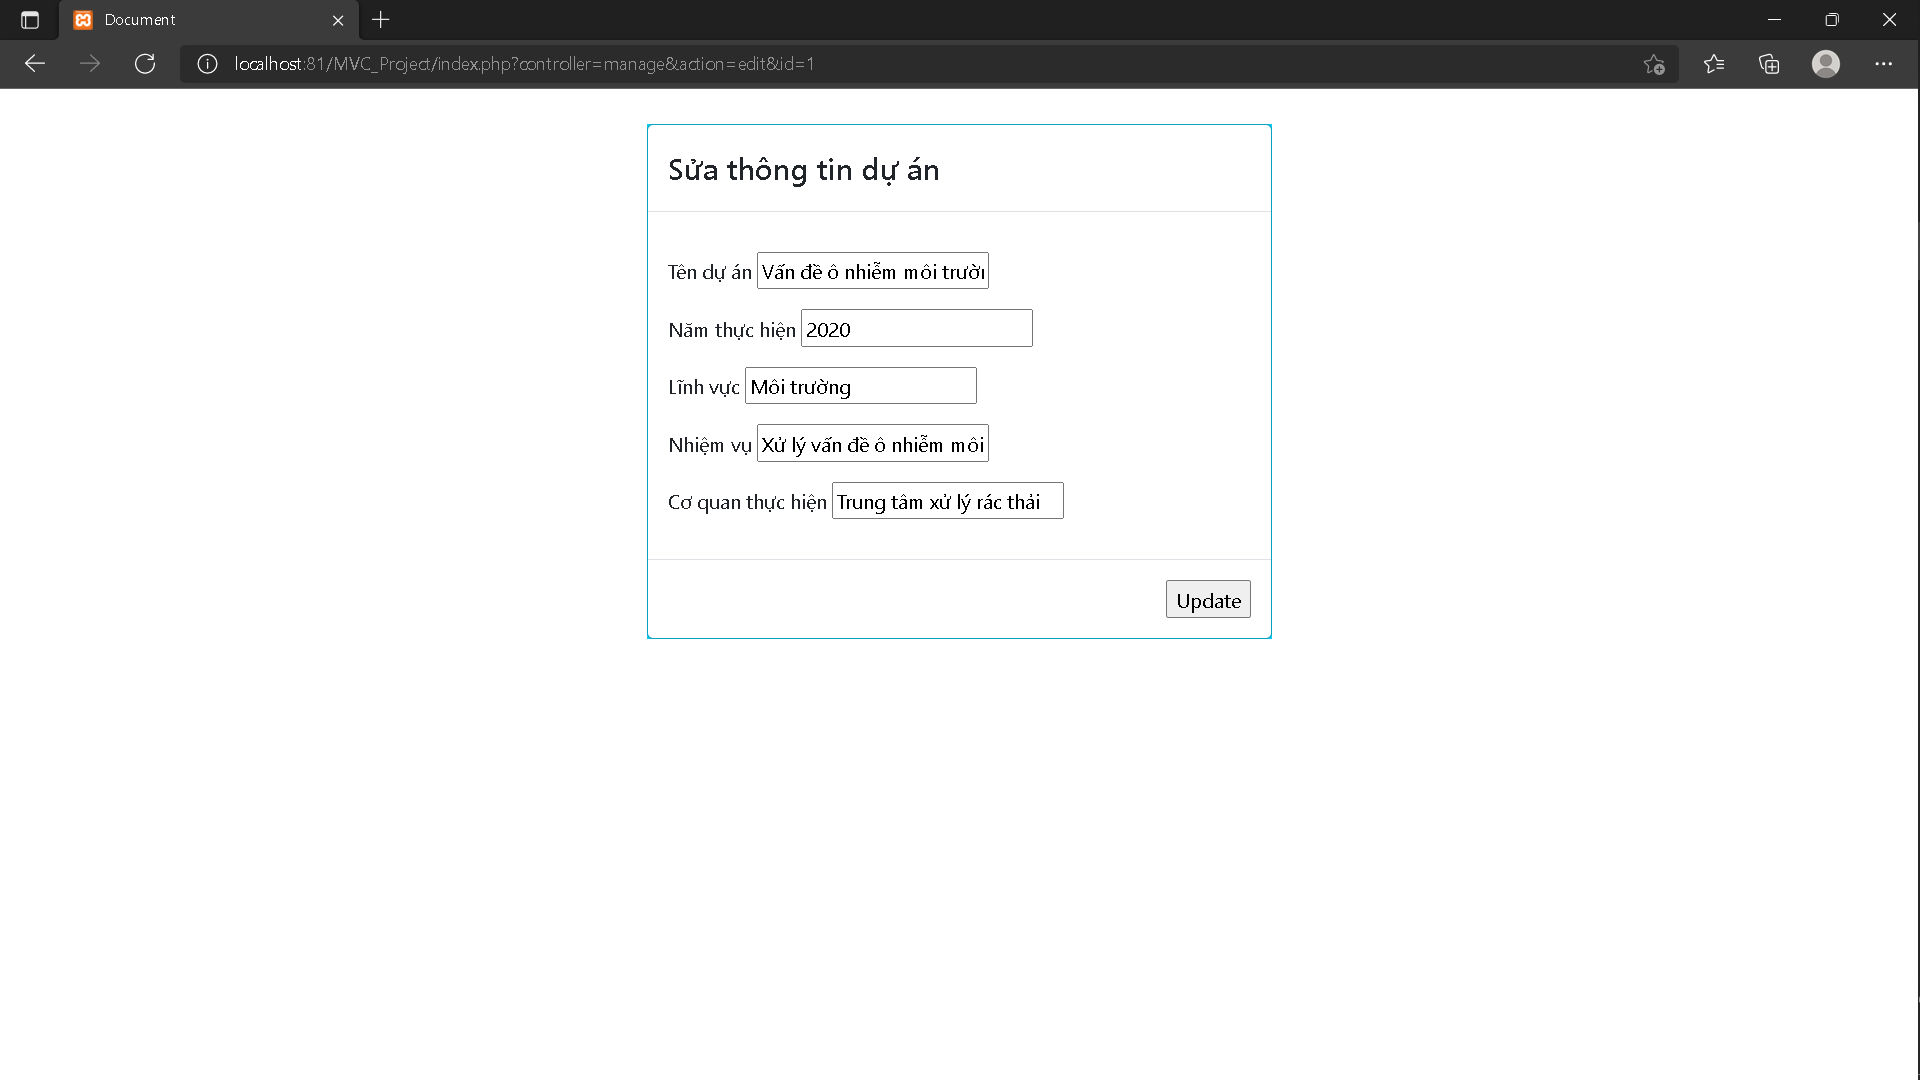 Document
localhost:81/MVC_Project/index.php?controller=manage&action=edit&id=1
Sửa thông tin dự án
Tên dự án Vấn đề ô nhiễm môi trườ
Năm thực hiện 2020
Lĩnh vực Môi trường
Nhiệm vụ Xử lý vấn đề ô nhiễm môi
Cơ quan thực hiện Trung tâm xử lý rác thải
Update